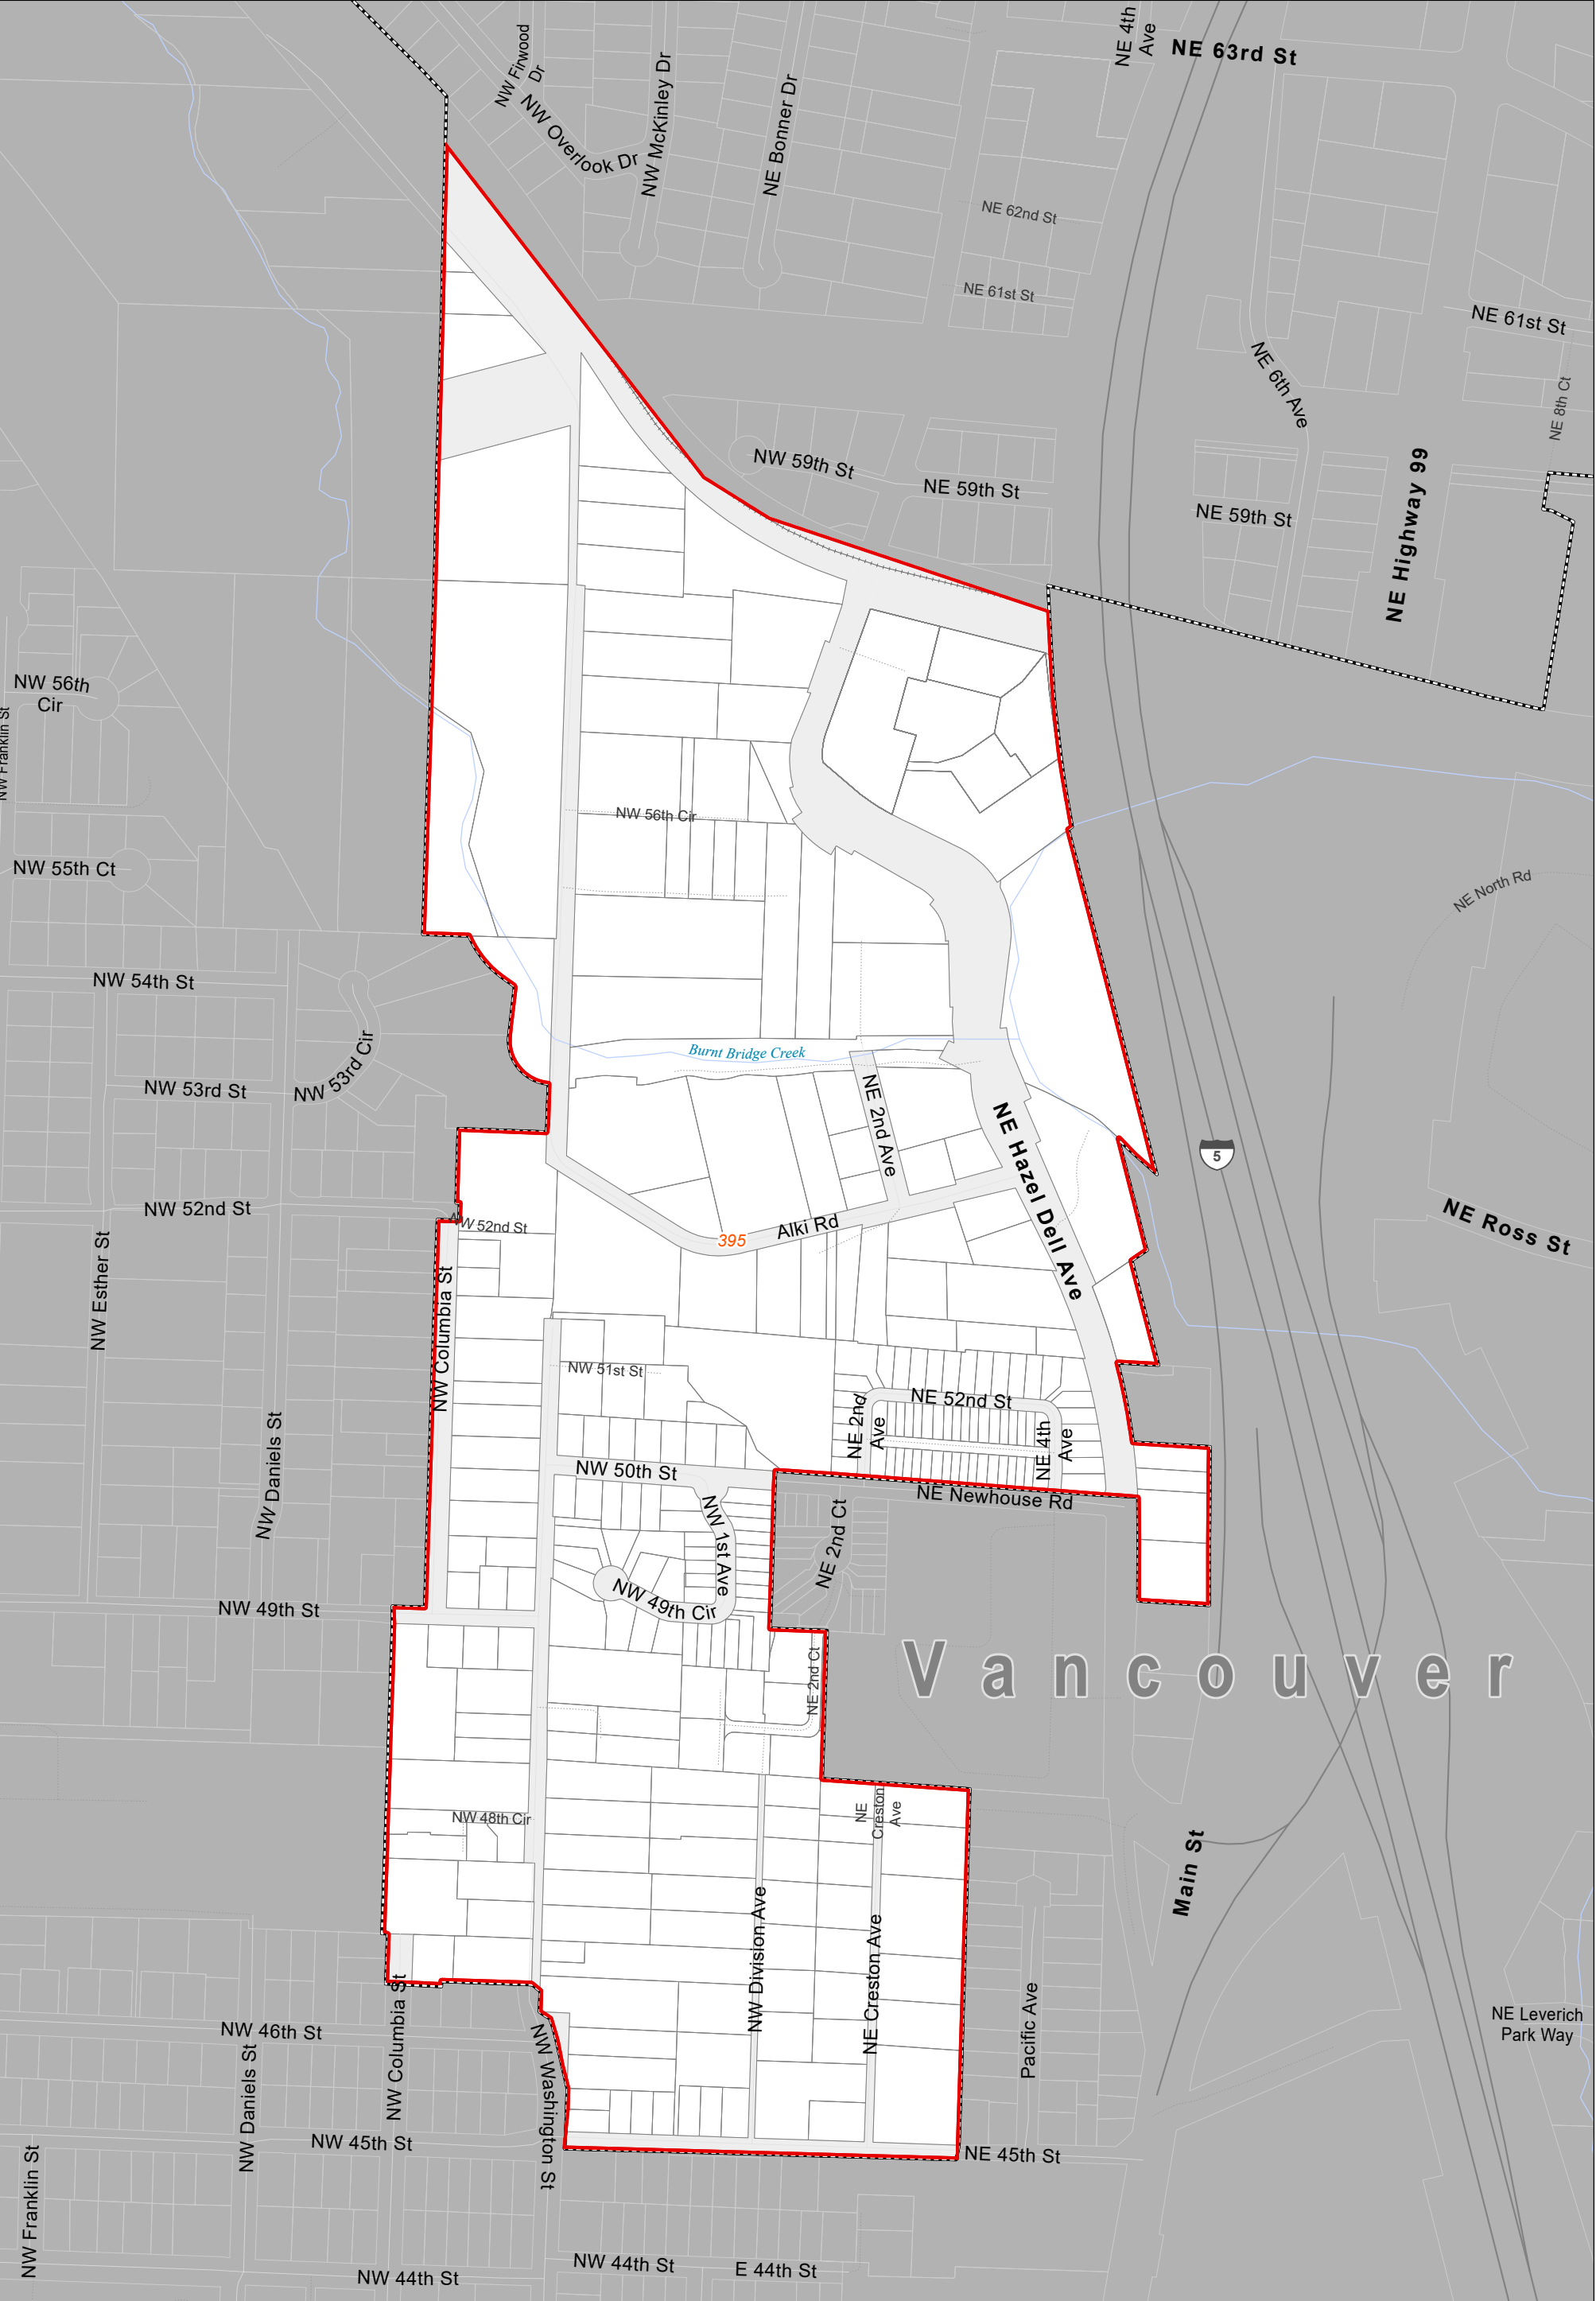 NE 4th
Ave
NE 63rd St
NW Firwood
Dr
NW Overlook Dr
NW McKinley Dr
NE Bonner Dr
NE 62nd St
NE 61st St
NE 61st St
NE 6th Ave
NE 8th Ct
NW 59th St
NE 59th St
NE 59th St
NE Highway 99
NW 56th
Cir
NW Franklin St
NW 56th Cir
NW 55th Ct
NE North Rd
NW 54th St
NW 53rd Cir
NW 53rd St
Burnt Bridge Creek
NE 2nd Ave
NE Hazel Dell Ave
5
NW 52nd St
NW 52nd St
Alki Rd
395
NE Ross St
NW Esther St
NW Columbia St
NW 51st St
NE 52nd St
NE 2nd
Ave
NE 4th
Ave
NW Daniels St
NW 50th St
NE Newhouse Rd
NW 1st Ave
NE 2nd Ct
NW 49th Cir
NW 49th St
Vancouver
NE 2nd Ct
NW 48th Cir
NE
Creston
Ave
Main St
NW Division Ave
NE Creston Ave
Pacific Ave
NW Columbia St
NW 46th St
NW Daniels St
NW Washington St
NE Leverich
Park Way
NW 45th St
NE 45th St
NW Franklin St
NW 44th St
NW 44th St
E 44th St